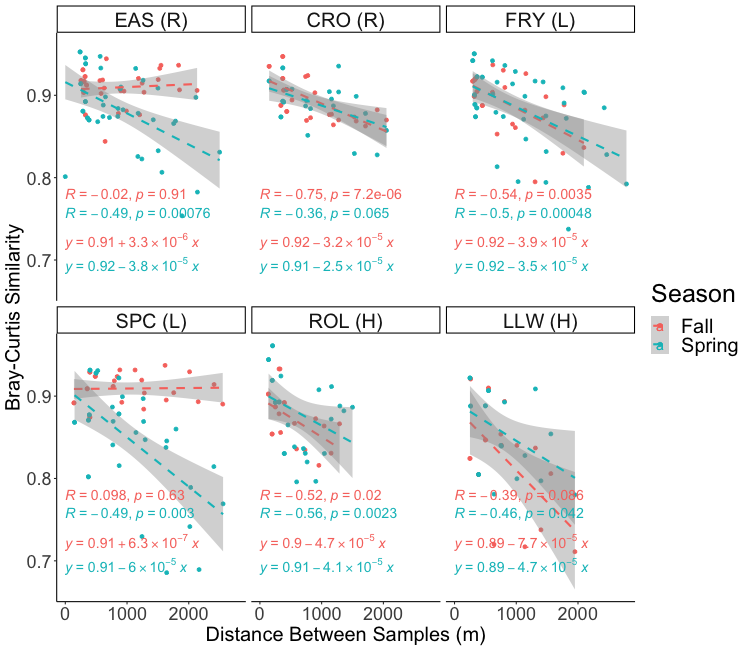 EAS (R) CRO (R) FRY (L)
0.9
0.8
0.7
R = −0.02, p = 0.91
R = −0.49, p = 0.00076
y = 0.91 + 3.3 × 10⁻⁶ x
y = 0.92 − 3.8 × 10⁻⁵ x
R = −0.75, p = 7.2e-06
R = −0.36, p = 0.065
y = 0.92 − 3.2 × 10⁻⁵ x
y = 0.91 − 2.5 × 10⁻⁵ x
R = −0.54, p = 0.0035
R = −0.5, p = 0.00048
y = 0.92 − 3.9 × 10⁻⁵ x
y = 0.92 − 3.5 × 10⁻⁵ x
Bray-Curtis Similarity
SPC (L) ROL (H) LLW (H)
0.9
0.8
0.7
R = 0.098, p = 0.63
R = −0.49, p = 0.003
y = 0.91 + 6.3 × 10⁻⁷ x
y = 0.91 − 6 × 10⁻⁵ x
R = −0.52, p = 0.02
R = −0.56, p = 0.0023
y = 0.9 − 4.7 × 10⁻⁵ x
y = 0.91 − 4.1 × 10⁻⁵ x
R = −0.39, p = 0.086
R = −0.46, p = 0.042
y = 0.89 − 7.7 × 10⁻⁵ x
y = 0.89 − 4.7 × 10⁻⁵ x
0 1000 2000 0 1000 2000 0 1000 2000
Distance Between Samples (m)
Season
a Fall
a Spring